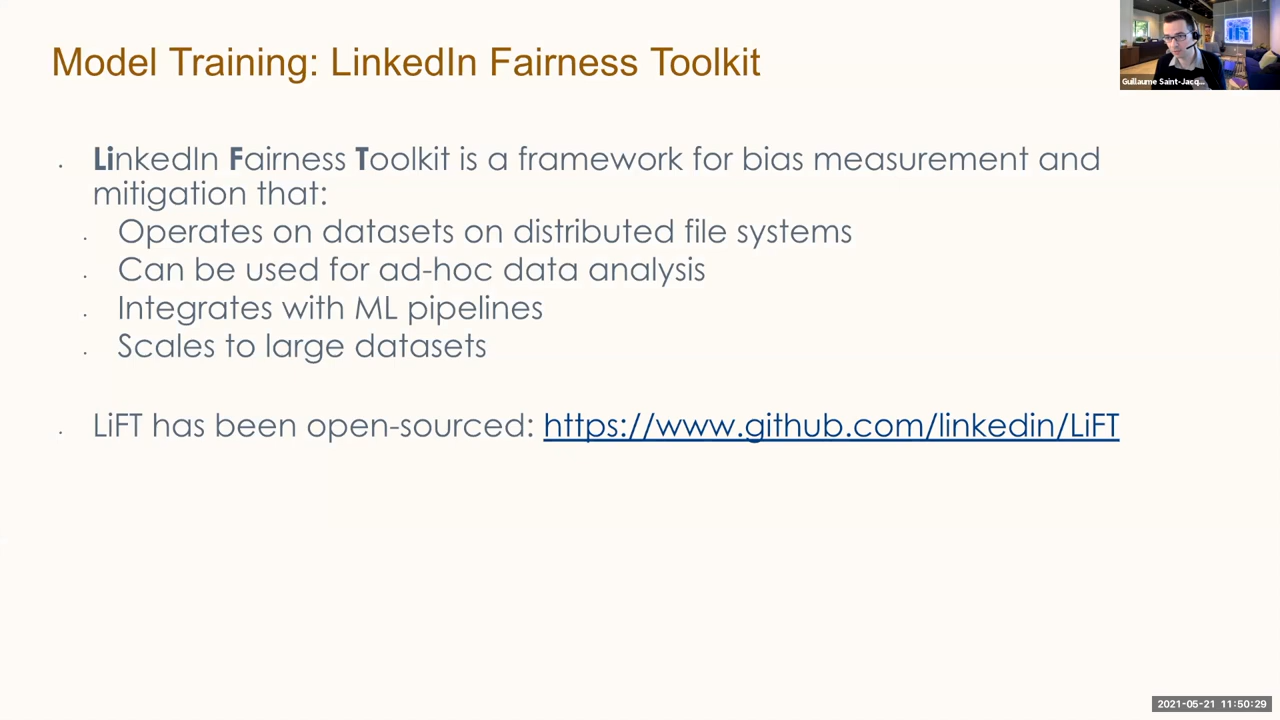 Model Training: LinkedIn Fairness Toolkit
Guillaume Saint-Jacq...
LinkedIn Fairness Toolkit is a framework for bias measurement and
mitigation that:
Operates on datasets on distributed file systems
Can be used for ad-hoc data analysis
Integrates with ML pipelines
Scales to large datasets
LiFT has been open-sourced: https://www.github.com/linkedin/LiFT
2021-05-21 11:50:29